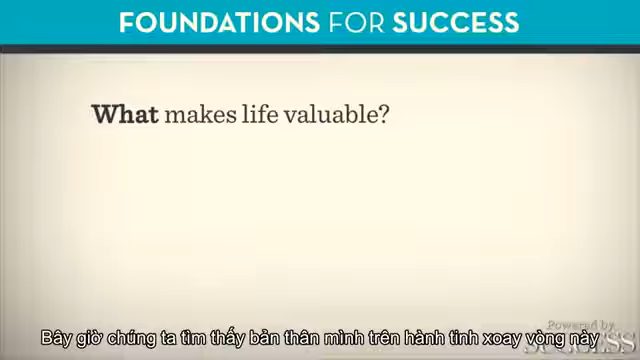 FOUNDATIONS FOR SUCCESS
What makes life valuable?
Powered by
SUCCESS
Bây giờ chúng ta tìm thấy bản thân mình trên hành tinh xoay vòng này